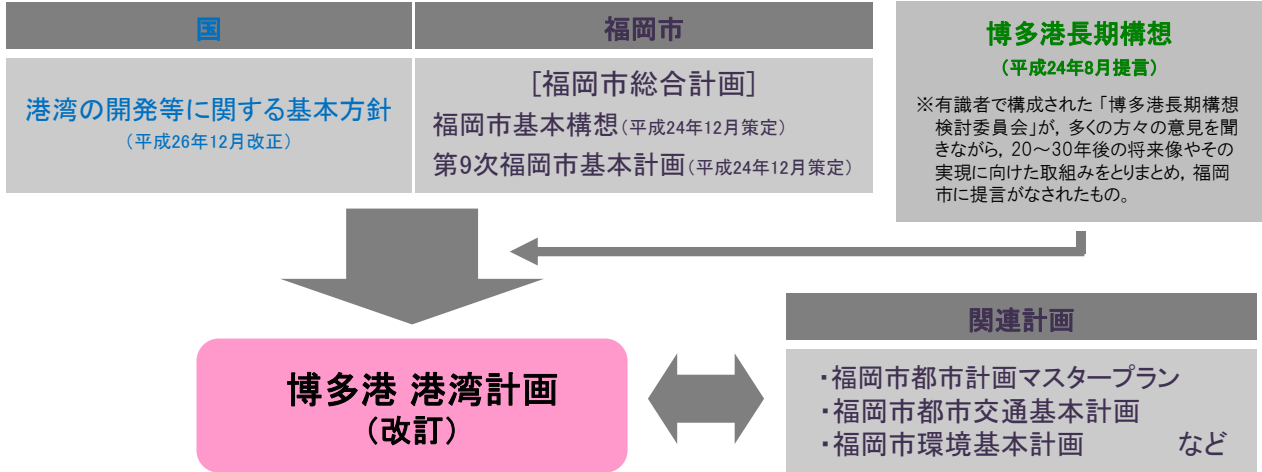 国
港湾の開発等に関する基本方針
(平成26年12月改正)
福岡市
[福岡市総合計画]
福岡市基本構想(平成24年12月策定)
第9次福岡市基本計画(平成24年12月策定)
博多港長期構想
(平成24年8月提言)
※有識者で構成された「博多港長期構想
検討委員会」が，多くの方々の意見を聞
きながら，20～30年後の将来像やその
実現に向けた取組みをとりまとめ，福岡
市に提言がなされたもの。
博多港 港湾計画
(改訂)
関連計画
・福岡市都市計画マスタープラン
・福岡市都市交通基本計画
・福岡市環境基本計画 など